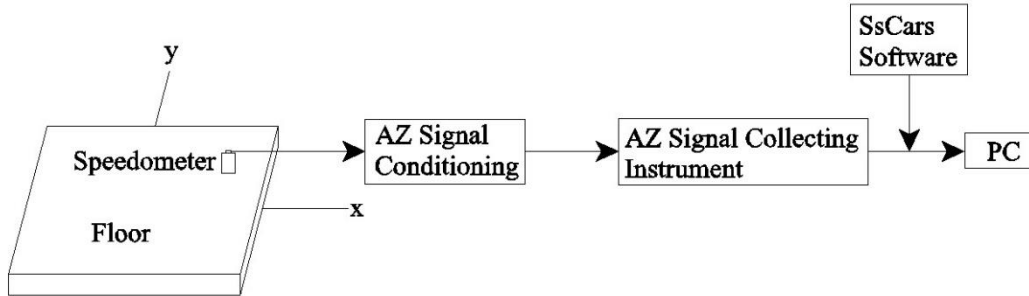 y
Speedometer
Floor
x
AZ Signal
Conditioning
AZ Signal Collecting
Instrument
SsCars
Software
PC